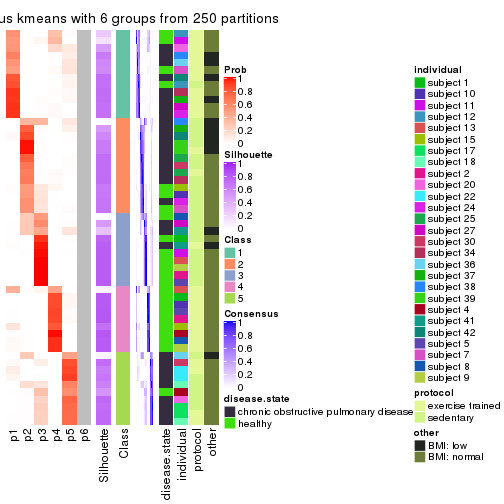 us kmeans with 6 groups from 250 partitions
p1
p2
p3
p4
p5
p6
Silhouette
Class
disease.state
individual
protocol
other
Prob
1
0.8
0.6
0.4
0.2
0
Silhouette
1
0.8
0.6
0.4
0.2
0
Class
1
2
3
4
5
Consensus
1
0.8
0.6
0.4
0.2
0
disease.state
chronic obstructive pulmonary disease
healthy
individual
subject 1
subject 10
subject 11
subject 12
subject 13
subject 15
subject 17
subject 18
subject 2
subject 20
subject 22
subject 24
subject 25
subject 27
subject 30
subject 34
subject 36
subject 37
subject 38
subject 39
subject 4
subject 41
subject 42
subject 5
subject 7
subject 8
subject 9
protocol
exercise trained
sedentary
other
BMI: low
BMI: normal